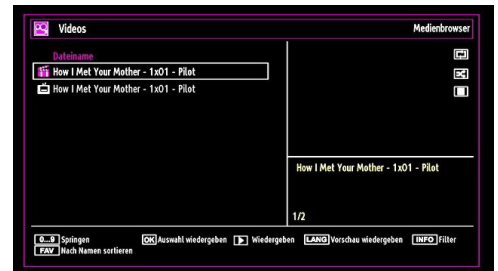 Videos
Medienbrowser
Dateiname
How I Met Your Mother - 1x01 - Pilot
How I Met Your Mother - 1x01 - Pilot
How I Met Your Mother - 1x01 - Pilot
1/2
0...9 Springen
OK Auswahl wiedergeben
Wiedergeben
LANG Vorschau wiedergeben
INFO Filter
FAV Nach Namen sortieren